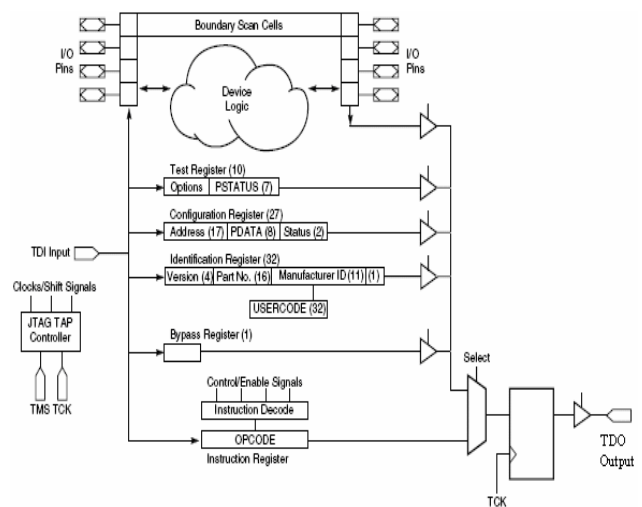 Boundary Scan Cells
I/O
Pins
Device
Logic
I/O
Pins
Test Register (10)
Options PSTATUS (7)
Configuration Register (27)
Address (17) PDATA (8) Status (2)
TDI Input
Identification Register (32)
Version (4) Part No. (16) Manufacturer ID (11) (1)
USERCODE (32)
Clocks/Shift Signals
JTAG TAP
Controller
TMS TCK
Bypass Register (1)
Select
Control/Enable Signals
Instruction Decode
OPCODE
Instruction Register
TDO
Output
TCK